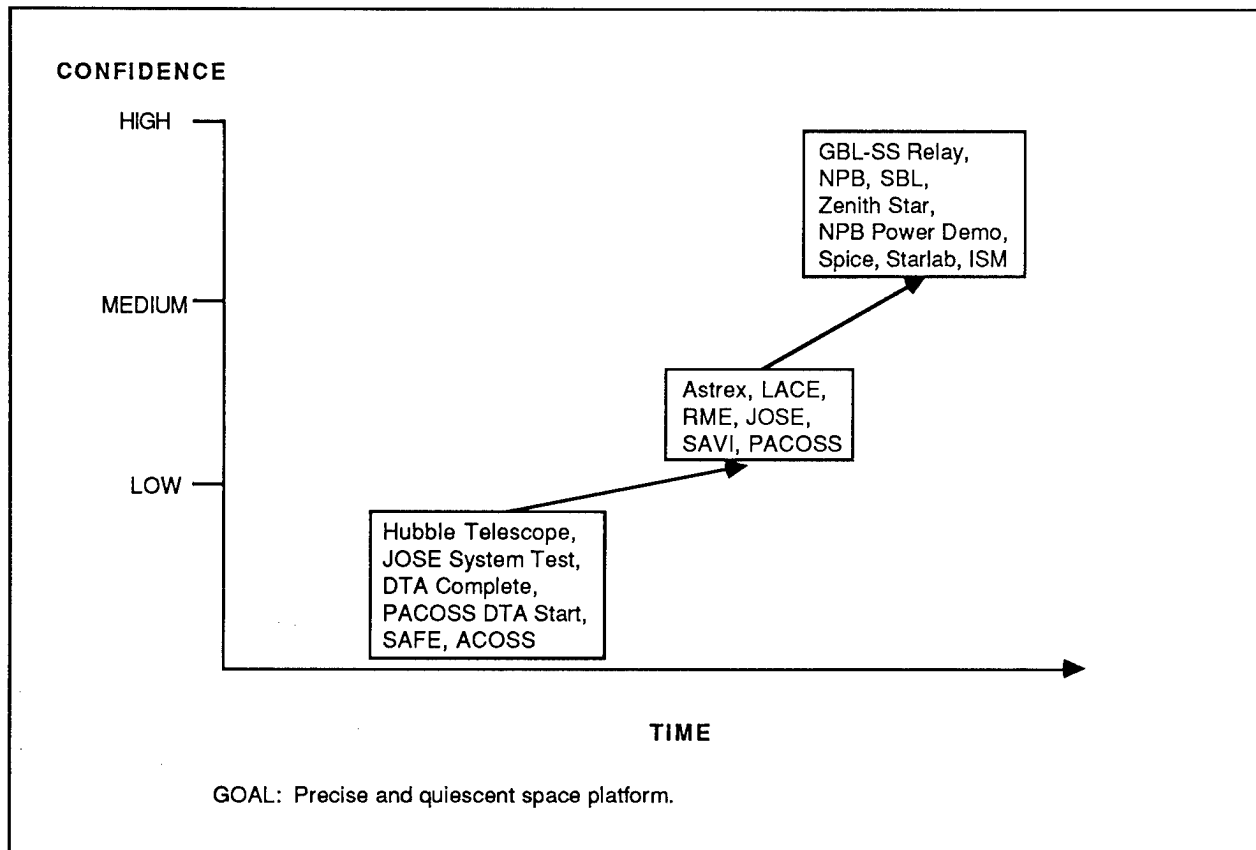 CONFIDENCE
HIGH
GBL-SS Relay,
NPB, SBL,
Zenith Star,
NPB Power Demo,
Spice, Starlab, ISM
MEDIUM
Astrex, LACE,
RME, JOSE,
SAVI, PACOSS
LOW
Hubble Telescope,
JOSE System Test,
DTA Complete,
PACOSS DTA Start,
SAFE, ACOSS
TIME
GOAL: Precise and quiescent space platform.